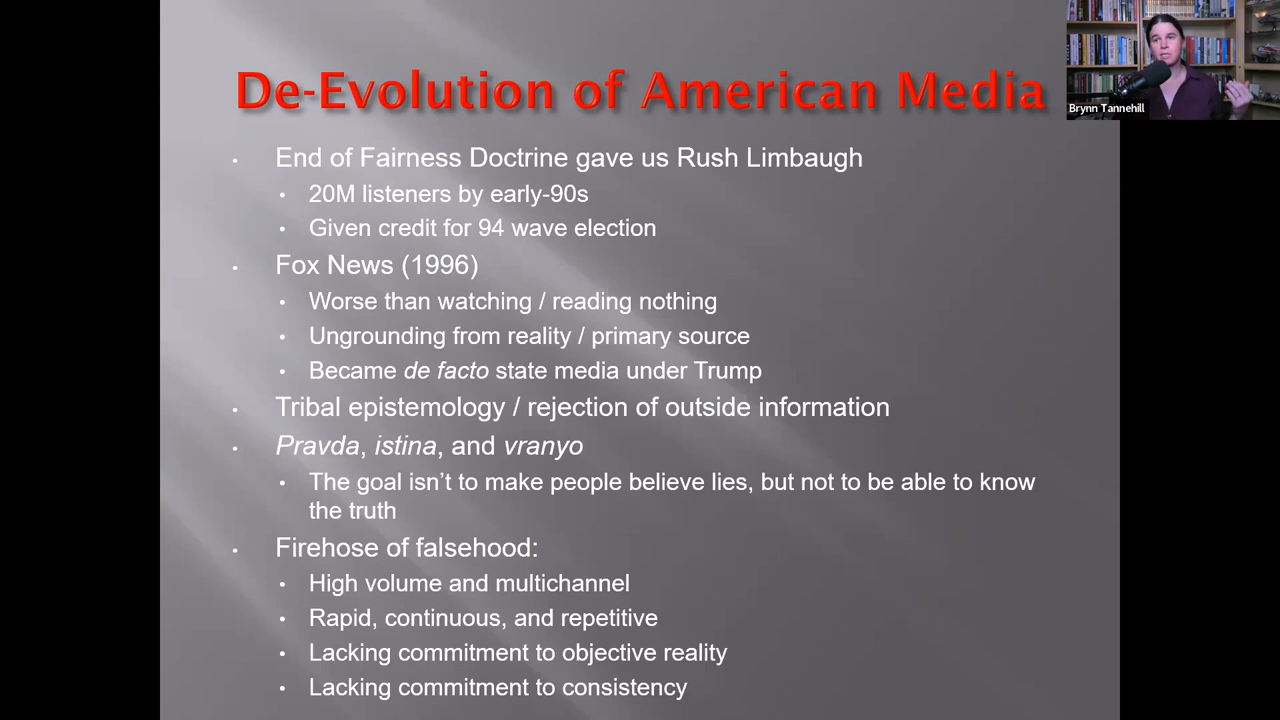 De-Evolution of American Media
Brynn Tannehill
• End of Fairness Doctrine gave us Rush Limbaugh
• 20M listeners by early-90s
• Given credit for 94 wave election
• Fox News (1996)
• Worse than watching / reading nothing
• Ungrounding from reality / primary source
• Became de facto state media under Trump
• Tribal epistemology / rejection of outside information
• Pravda, istina, and vranyo
• The goal isn’t to make people believe lies, but not to be able to know
the truth
• Firehose of falsehood:
• High volume and multichannel
• Rapid, continuous, and repetitive
• Lacking commitment to objective reality
• Lacking commitment to consistency